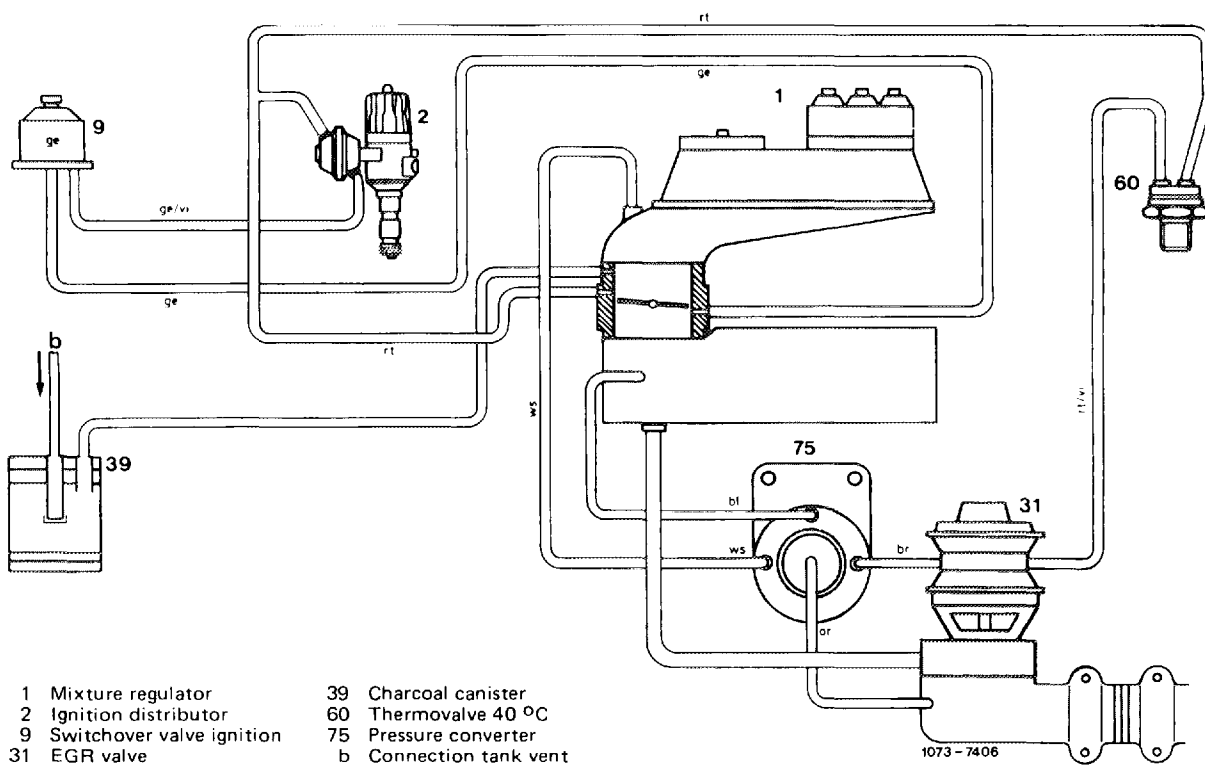 rt
ge
1
2
9
ge
60
ge/vi
ge
rt
b
ws
rt/vi
39
75
31
bl
ws
br
or
1 Mixture regulator
2 Ignition distributor
9 Switchover valve ignition
31 EGR valve
39 Charcoal canister
60 Thermovalve 40 °C
75 Pressure converter
b Connection tank vent
1073-7406